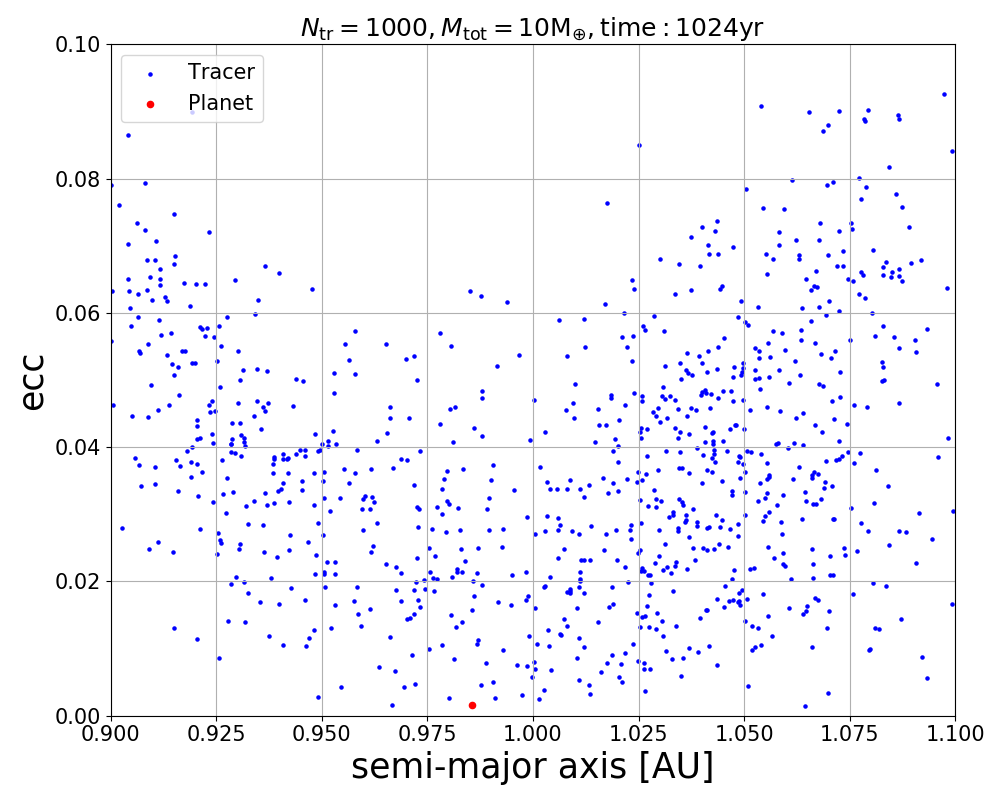 N_tr = 1000, M_tot = 10M_⊕, time : 1024yr
Tracer
Planet
0.10
0.08
0.06
0.04
0.02
0.00
ecc
0.900 0.925 0.950 0.975 1.000 1.025 1.050 1.075 1.100
semi-major axis [AU]